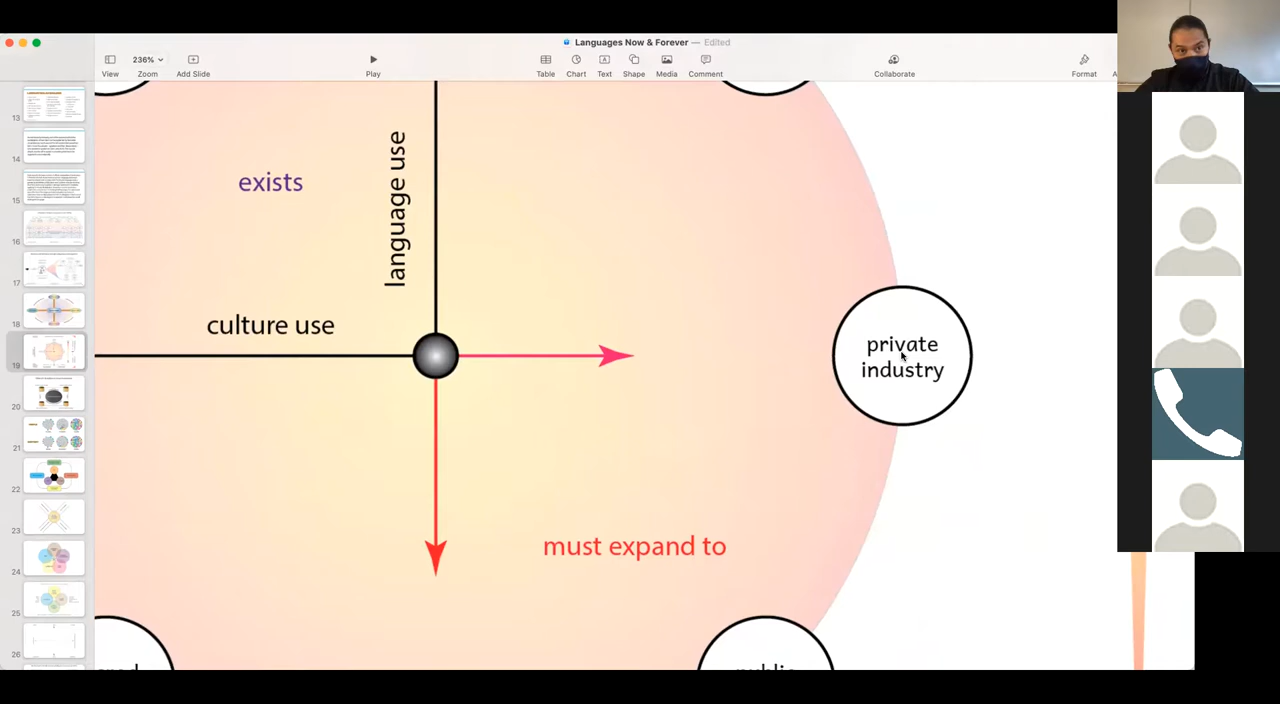 Languages Now & Forever — Edited
236%
View
Zoom
Add Slide
Play
Table
Chart
Text
Shape
Media
Comment
Collaborate
Format
13
14
15
16
17
18
19
20
21
22
23
24
25
26
exists
language use
culture use
private
industry
must expand to
public